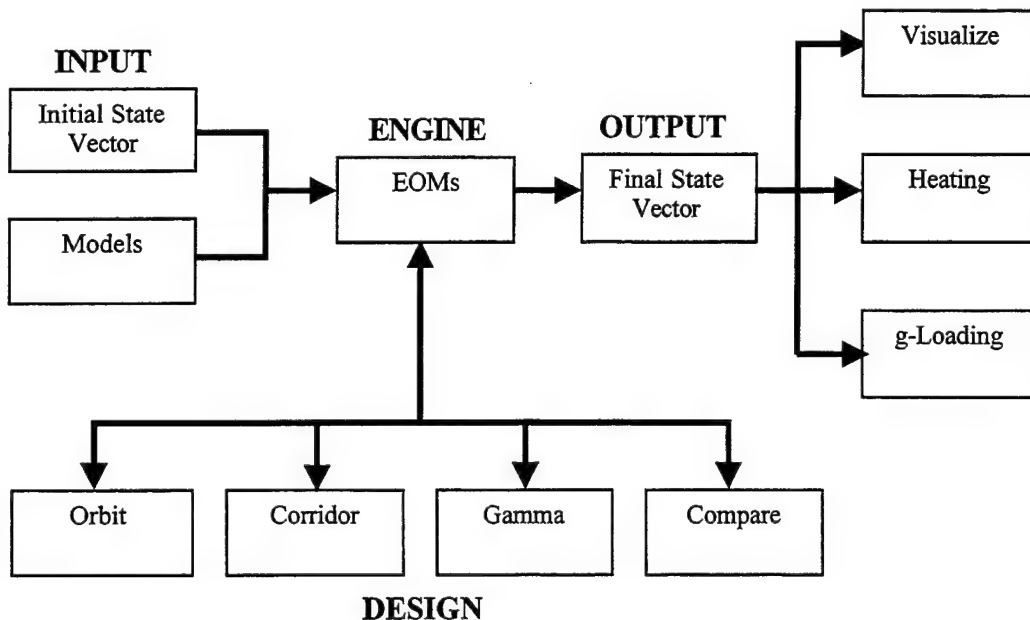 INPUT
Initial State
Vector
Models
ENGINE
EOMs
OUTPUT
Final State
Vector
Visualize
Heating
g-Loading
Orbit
Corridor
Gamma
Compare
DESIGN